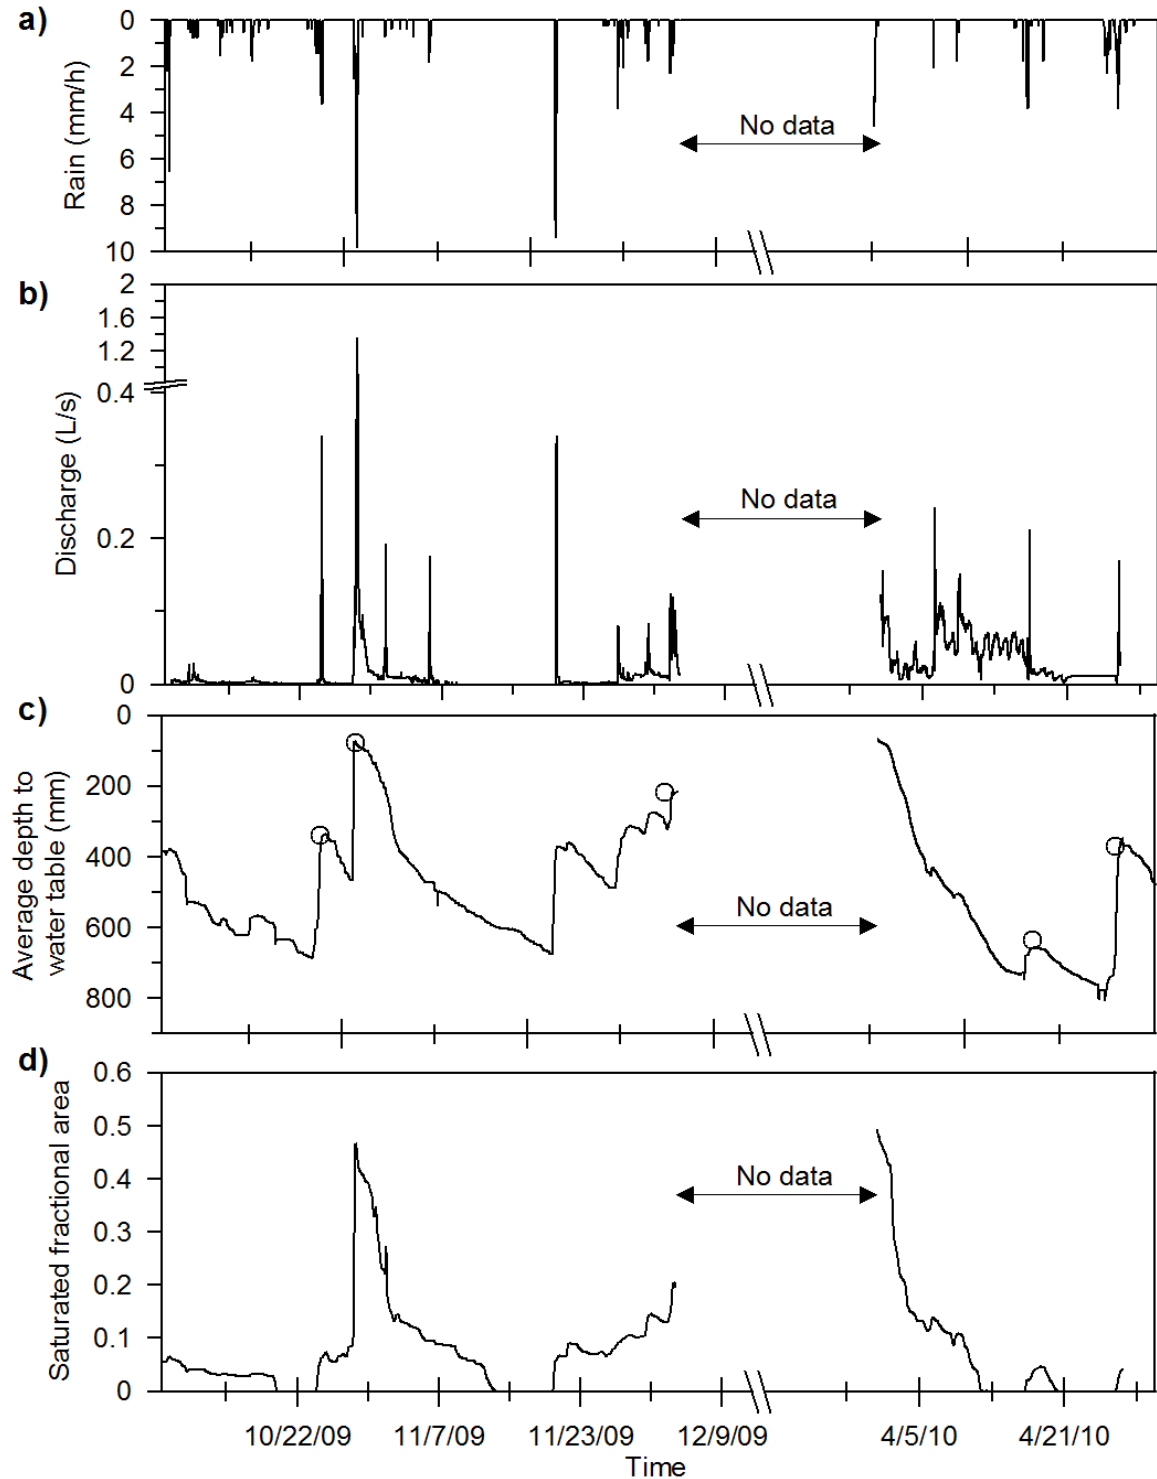 a)
0
2
4
6
8
10
Rain (mm/h)
No data
b)
2
1.6
1.2
0.4
0.2
0
Discharge (L/s)
No data
c)
0
200
400
600
800
Average depth to
water table (mm)
No data
d)
0.6
0.5
0.4
0.3
0.2
0.1
0
Saturated fractional area
No data
10/22/09 11/7/09 11/23/09 12/9/09 4/5/10 4/21/10
Time